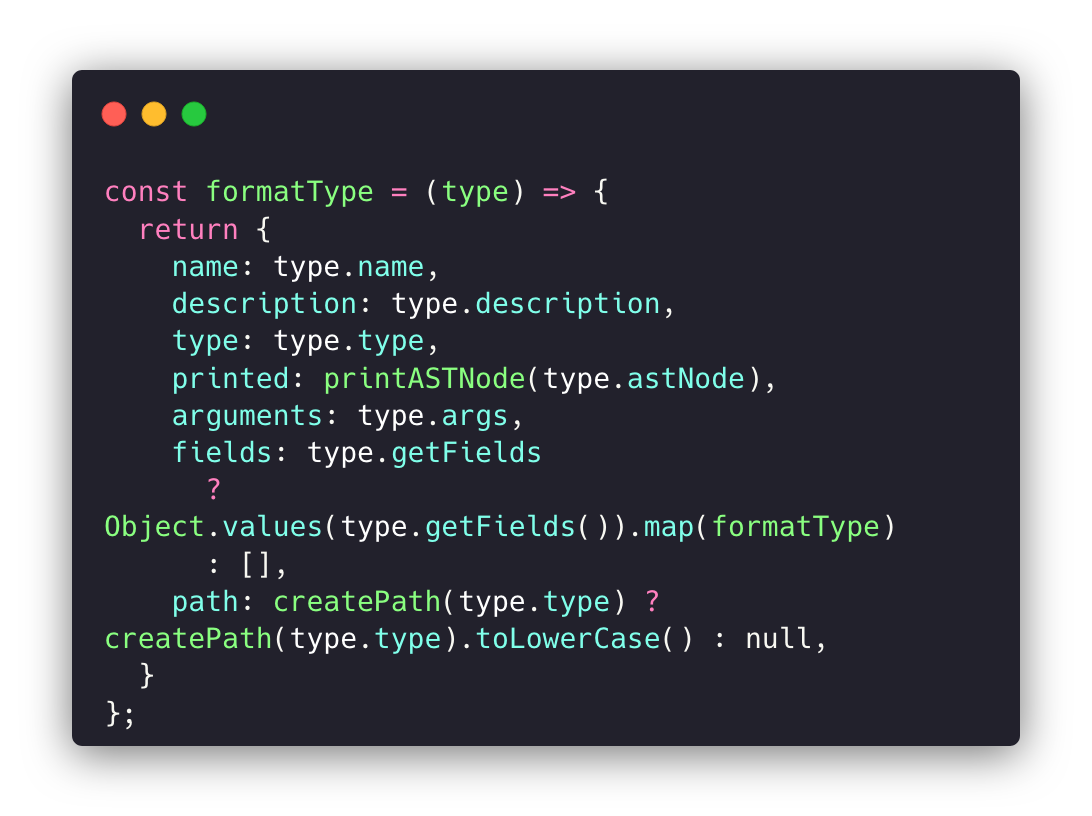 const formatType = (type) => {
  return {
    name: type.name,
    description: type.description,
    type: type.type,
    printed: printASTNode(type.astNode),
    arguments: type.args,
    fields: type.getFields
      ?
Object.values(type.getFields()).map(formatType)
      : [],
    path: createPath(type.type) ?
createPath(type.type).toLowerCase() : null,
  }
};